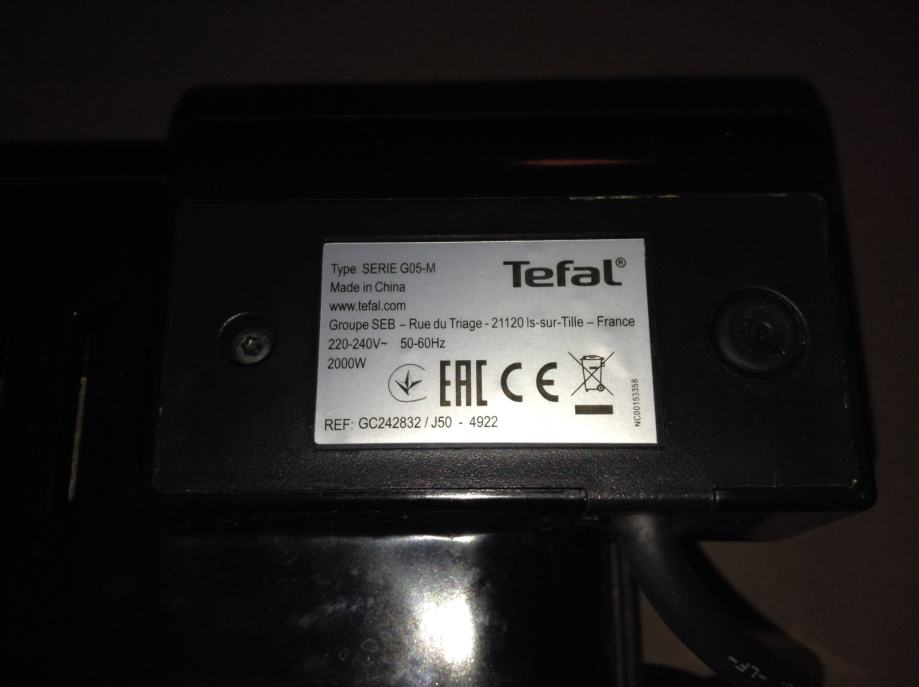 Tefal®
Type SERIE G05-M
Made in China
www.tefal.com
Groupe SEB – Rue du Triage - 21120 Is-sur-Tille – France
220-240V~ 50-60Hz
2000W
EAC CE
NC00153358
REF: GC242832 / J50 - 4922
-LF-